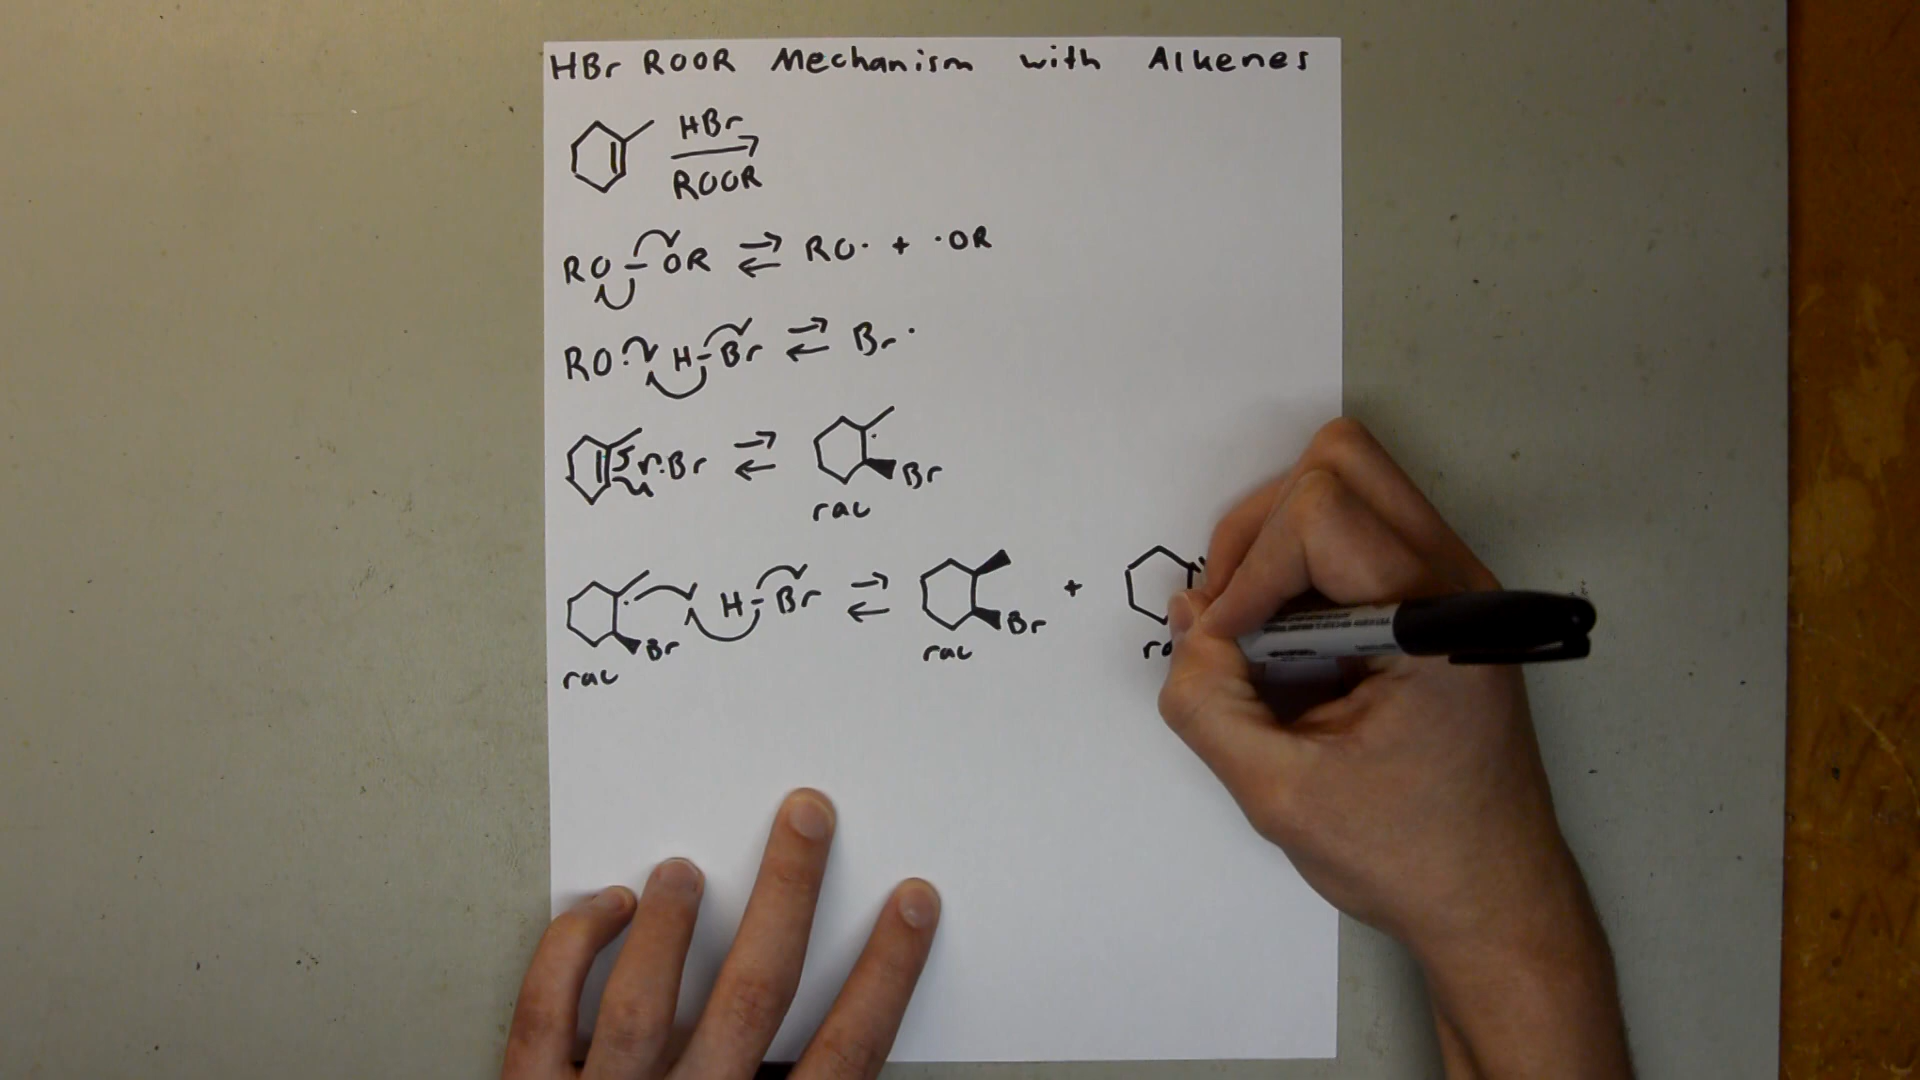 HBr ROOR Mechanism with Alkenes
HBr
ROOR
RO-OR ⇌ RO· + ·OR
RO· H-Br ⇌ Br·
·Br ⇌ Br
rac
H-Br ⇌ Br +
Br
rac rac